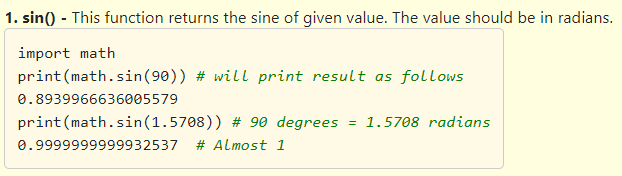 1. sin() - This function returns the sine of given value. The value should be in radians.
import math
print(math.sin(90)) # will print result as follows
0.8939966636005579
print(math.sin(1.5708)) # 90 degrees = 1.5708 radians
0.9999999999932537  # Almost 1